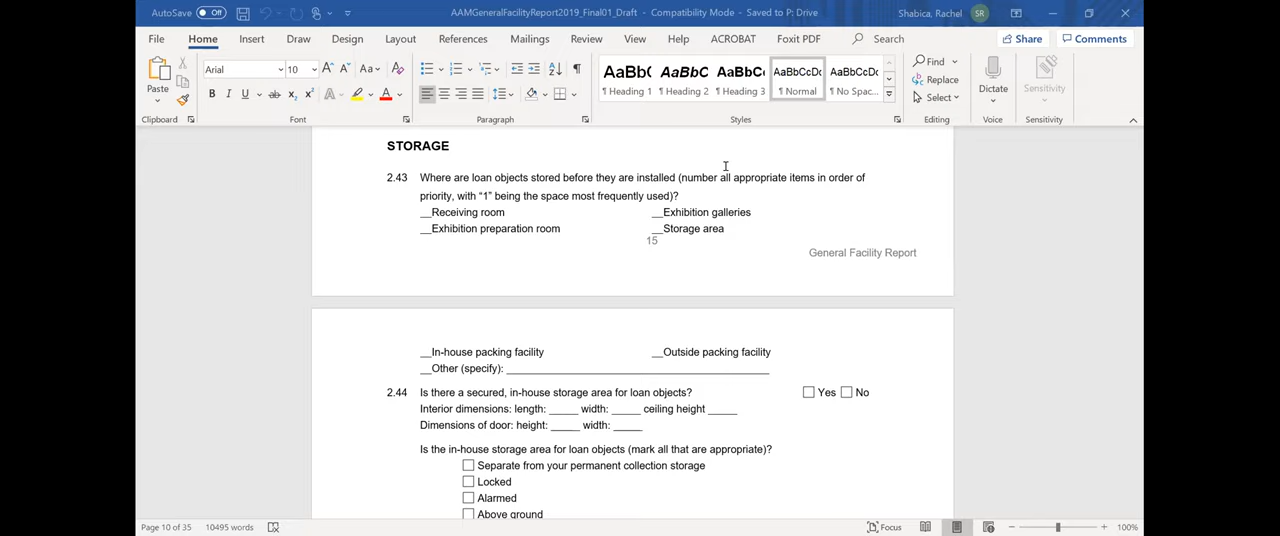 AutoSave Off AAMGeneralFacilityReport2019_Final01_Draft - Compatibility Mode - Saved to P: Drive Shabica, Rachel SR
File Home Insert Draw Design Layout References Mailings Review View Help ACROBAT Foxit PDF Search Share Comments
Paste
Arial 10
AaBb( AaBbC AaBbC AaBbCcDc AaBbCcDc
¶ Heading 1 ¶ Heading 2 ¶ Heading 3 ¶ Normal ¶ No Spac...
Find
Replace
Select
Dictate
Sensitivity
Clipboard Font Paragraph Styles Editing Voice Sensitivity
STORAGE
2.43 Where are loan objects stored before they are installed (number all appropriate items in order of
priority, with “1” being the space most frequently used)?
__Receiving room __Exhibition galleries
__Exhibition preparation room __Storage area
15
General Facility Report
__In-house packing facility __Outside packing facility
__Other (specify): ______________________________
2.44 Is there a secured, in-house storage area for loan objects? ☐ Yes ☐ No
Interior dimensions: length: _____ width: _____ ceiling height _____
Dimensions of door: height: _____ width: _____
Is the in-house storage area for loan objects (mark all that are appropriate)?
☐ Separate from your permanent collection storage
☐ Locked
☐ Alarmed
☐ Above ground
Page 10 of 35 10495 words Focus 100%